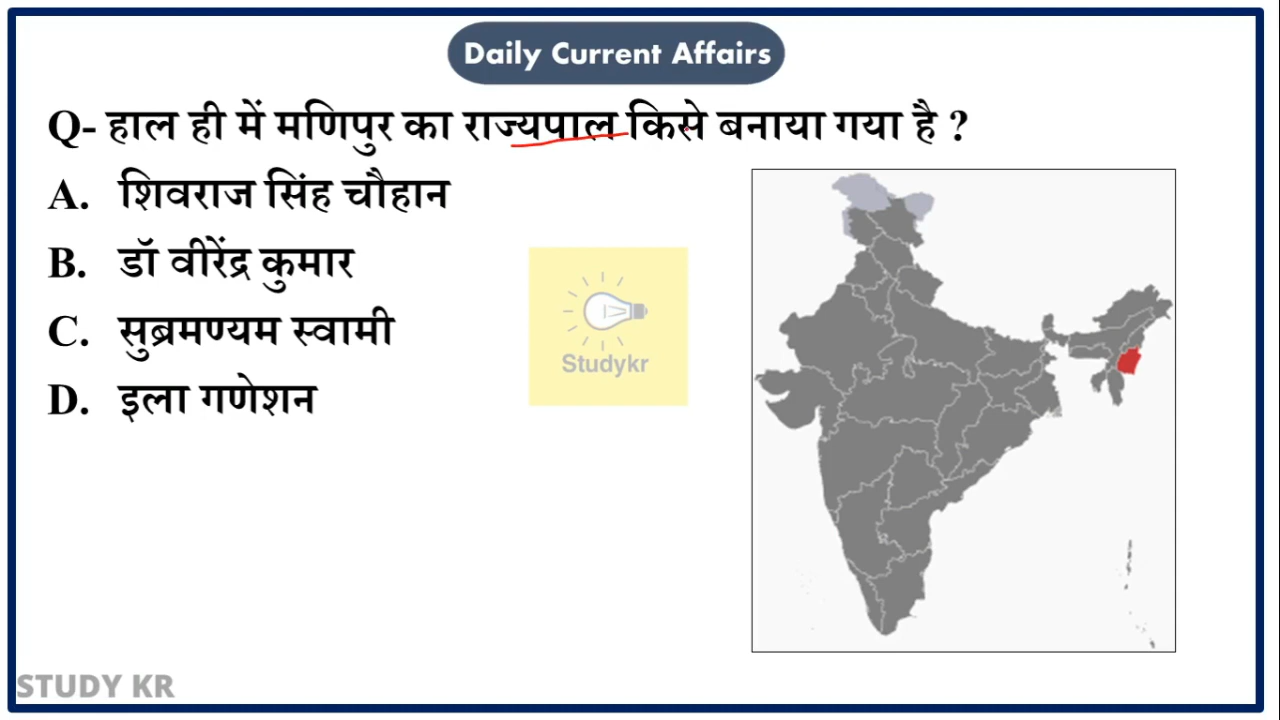 Daily Current Affairs
Q- हाल ही में मणिपुर का राज्यपाल किसे बनाया गया है ?
A. शिवराज सिंह चौहान
B. डॉ वीरेंद्र कुमार
C. सुब्रमण्यम स्वामी
D. इला गणेशन
Studykr
STUDY KR